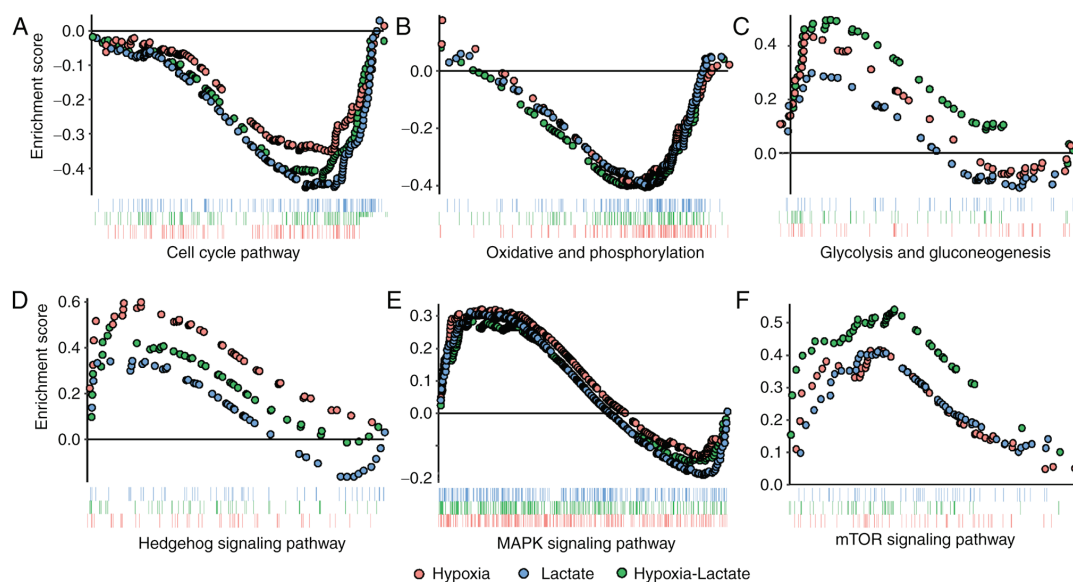 A
B
C
Enrichment score
0.0
−0.1
−0.2
−0.3
−0.4
Cell cycle pathway
0.0
−0.2
−0.4
Oxidative and phosphorylation
0.4
0.2
0.0
Glycolysis and gluconeogenesis
D
E
F
Enrichment score
0.6
0.4
0.2
0.0
Hedgehog signaling pathway
0.3
0.2
0.1
0.0
−0.2
MAPK signaling pathway
0.5
0.4
0.3
0.2
0.1
0.0
mTOR signaling pathway
Hypoxia Lactate Hypoxia-Lactate